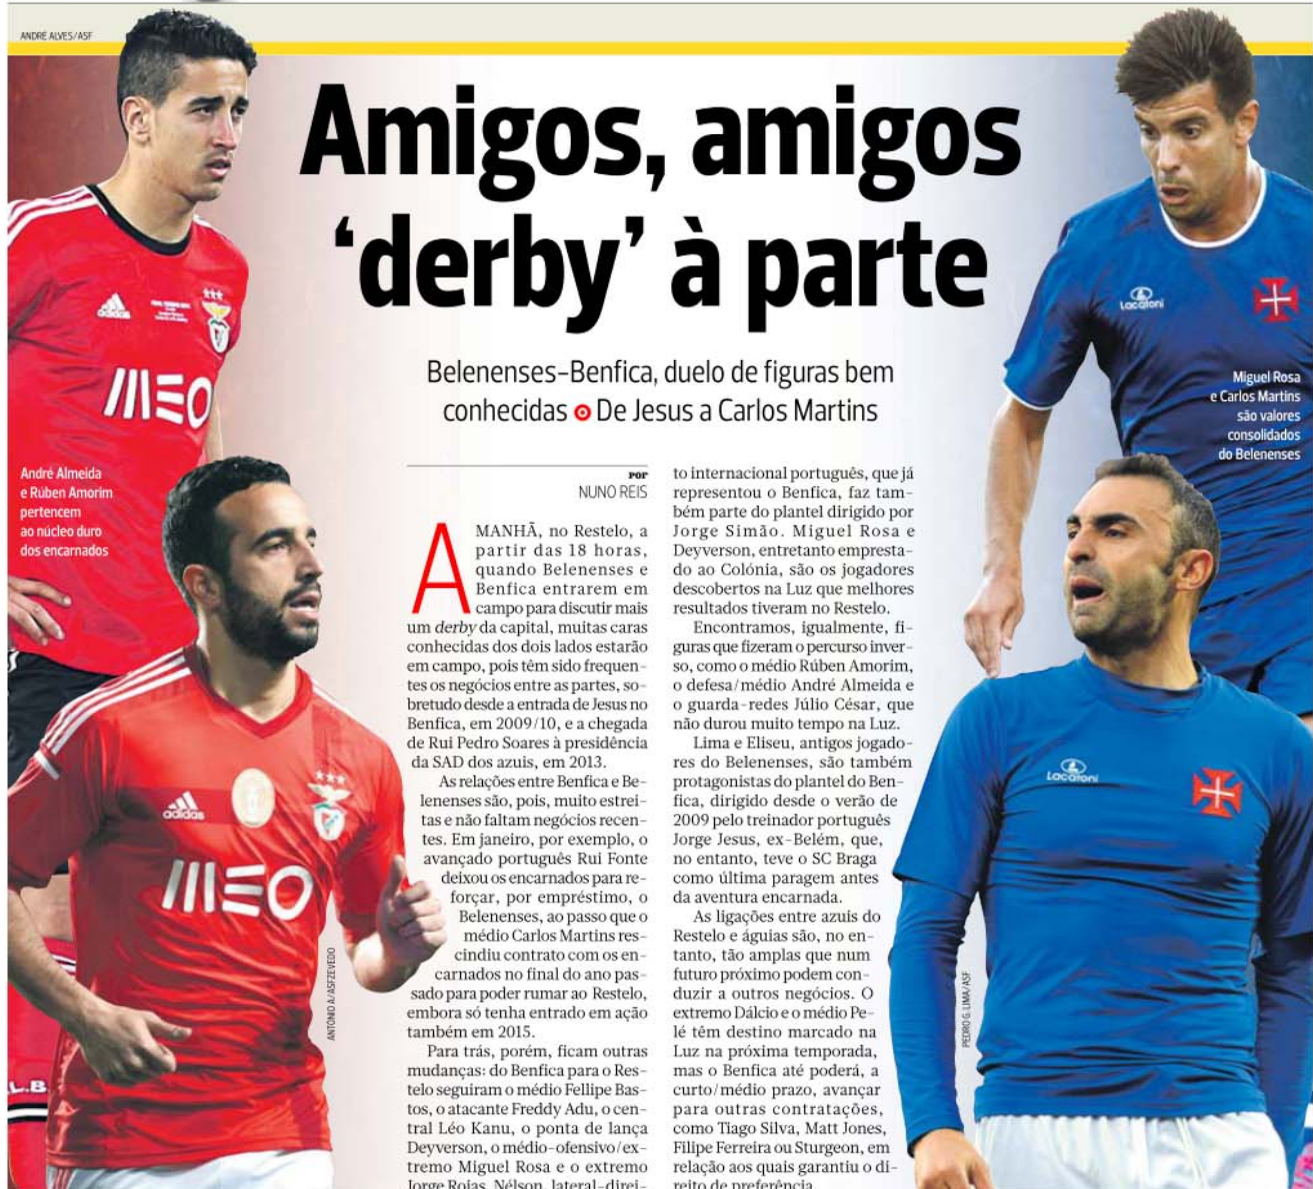 ANDRÉ ALVES/ASF
Amigos, amigos
‘derby’ à parte
Belenenses-Benfica, duelo de figuras bem
conhecidas De Jesus a Carlos Martins
adidas
MEO
André Almeida
e Rúben Amorim
pertencem
ao núcleo duro
dos encarnados
adidas
MEO
ANTÓNIO A/ASFZEVEDO
L.B
por
NUNO REIS
AMANHÃ, no Restelo, a
partir das 18 horas,
quando Belenenses e
Benfica entrarem em
campo para discutir mais
um derby da capital, muitas caras
conhecidas dos dois lados estarão
em campo, pois têm sido frequen-
tes os negócios entre as partes, so-
bretudo desde a entrada de Jesus no
Benfica, em 2009/10, e a chegada
de Rui Pedro Soares à presidência
da SAD dos azuis, em 2013.
As relações entre Benfica e Be-
lenenses são, pois, muito estrei-
tas e não faltam negócios recen-
tes. Em janeiro, por exemplo, o
avançado português Rui Fonte
deixou os encarnados para re-
forçar, por empréstimo, o
Belenenses, ao passo que o
médio Carlos Martins res-
cindiu contrato com os en-
carnados no final do ano pas-
sado para poder rumar ao Restelo,
embora só tenha entrado em ação
também em 2015.
Para trás, porém, ficam outras
mudanças: do Benfica para o Res-
telo seguiram o médio Fellipe Bas-
tos, o atacante Freddy Adu, o cen-
tral Léo Kanu, o ponta de lança
Deyverson, o médio-ofensivo/ex-
tremo Miguel Rosa e o extremo
Jorge Rojas. Nélson, lateral-direi-
to internacional português, que já
representou o Benfica, faz tam-
bém parte do plantel dirigido por
Jorge Simão. Miguel Rosa e
Deyverson, entretanto empresta-
do ao Colónia, são os jogadores
descobertos na Luz que melhores
resultados tiveram no Restelo.
Encontramos, igualmente, fi-
guras que fizeram o percurso inver-
so, como o médio Rúben Amorim,
o defesa/médio André Almeida e
o guarda-redes Júlio César, que
não durou muito tempo na Luz.
Lima e Eliseu, antigos jogado-
res do Belenenses, são também
protagonistas do plantel do Ben-
fica, dirigido desde o verão de
2009 pelo treinador português
Jorge Jesus, ex-Belém, que,
no entanto, teve o SC Braga
como última paragem antes
da aventura encarnada.
As ligações entre azuis do
Restelo e águias são, no en-
tanto, tão amplas que num
futuro próximo podem con-
duzir a outros negócios. O
extremo Dálcio e o médio Pe-
lé têm destino marcado na
Luz na próxima temporada,
mas o Benfica até poderá, a
curto/médio prazo, avançar
para outras contratações,
como Tiago Silva, Matt Jones,
Filipe Ferreira ou Sturgeon, em
relação aos quais garantiu o di-
reito de preferência.
Lacatoni
Miguel Rosa
e Carlos Martins
são valores
consolidados
do Belenenses
Lacatoni
PEDRO G. LIMA/ASF